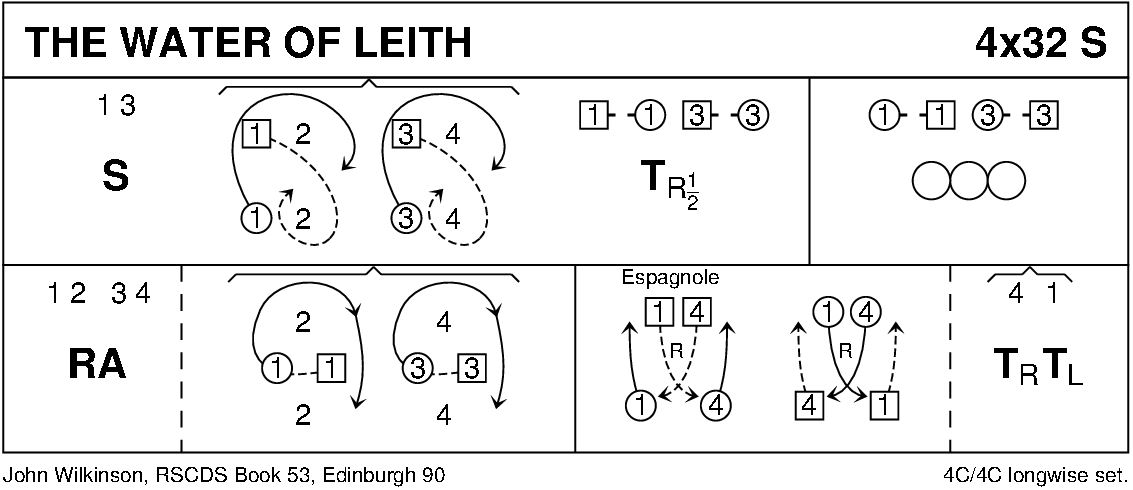 THE WATER OF LEITH 4x32 S
1 3
S
1 2 3 4
1 2 3 4
1 1 3 3
T R 1/2
1 1 3 3
1 2 3 4
RA
2 4
1 1 3 3
2 4
Espagnole
1 4 1 4
R R
1 4 4 1
4 1
TR TL
John Wilkinson, RSCDS Book 53, Edinburgh 90 4C/4C longwise set.